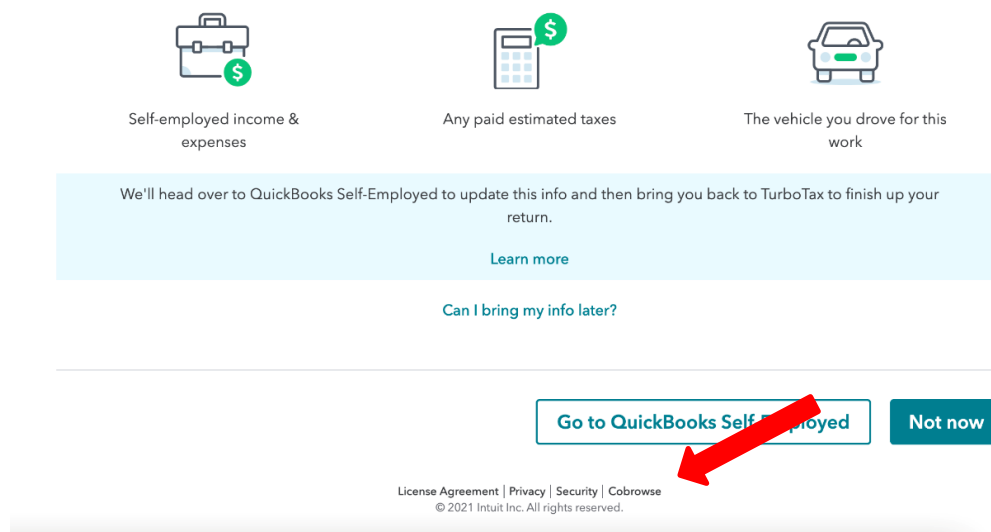 Self-employed income &
expenses
Any paid estimated taxes
The vehicle you drove for this
work
We'll head over to QuickBooks Self-Employed to update this info and then bring you back to TurboTax to finish up your
return.
Learn more
Can I bring my info later?
Go to QuickBooks Self-Employed
Not now
License Agreement | Privacy | Security | Cobrowse
© 2021 Intuit Inc. All rights reserved.